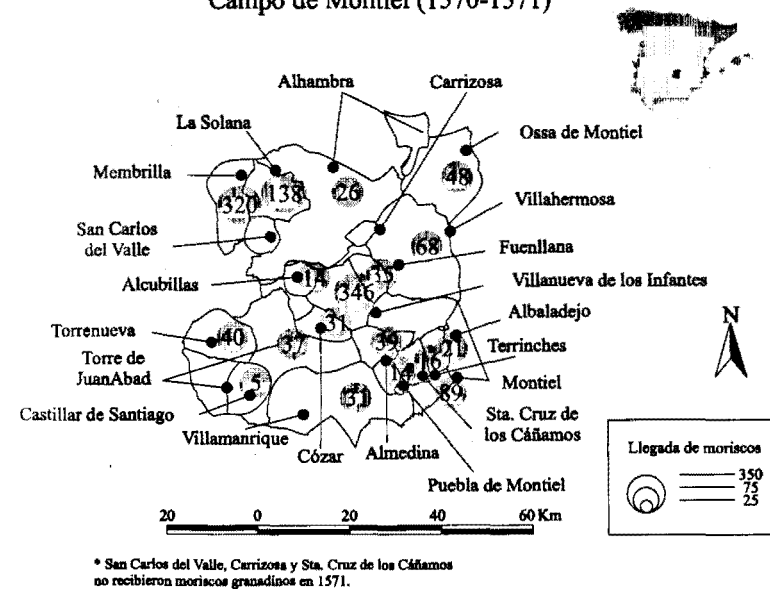 Campo de Montiel (1570-1571)
Alhambra
Carrizosa
La Solana
Ossa de Montiel
Membrilla
320
138
26
48
Villahermosa
San Carlos
del Valle
68
Fuenllana
Alcubillas
14
35
346
Villanueva de los Infantes
31
Albaladejo
Torrenueva
40
37
39
21
Terrinches
N
Torre de
JuanAbad
14
16
Montiel
5
89
Castillar de Santiago
31
Sta. Cruz de
los Cáñamos
Villamanrique
Cózar
Almedina
Puebla de Montiel
Llegada de moriscos
350
75
25
20 0 20 40 60 Km
* San Carlos del Valle, Carrizosa y Sta. Cruz de los Cáñamos
no recibieron moriscos granadinos en 1571.